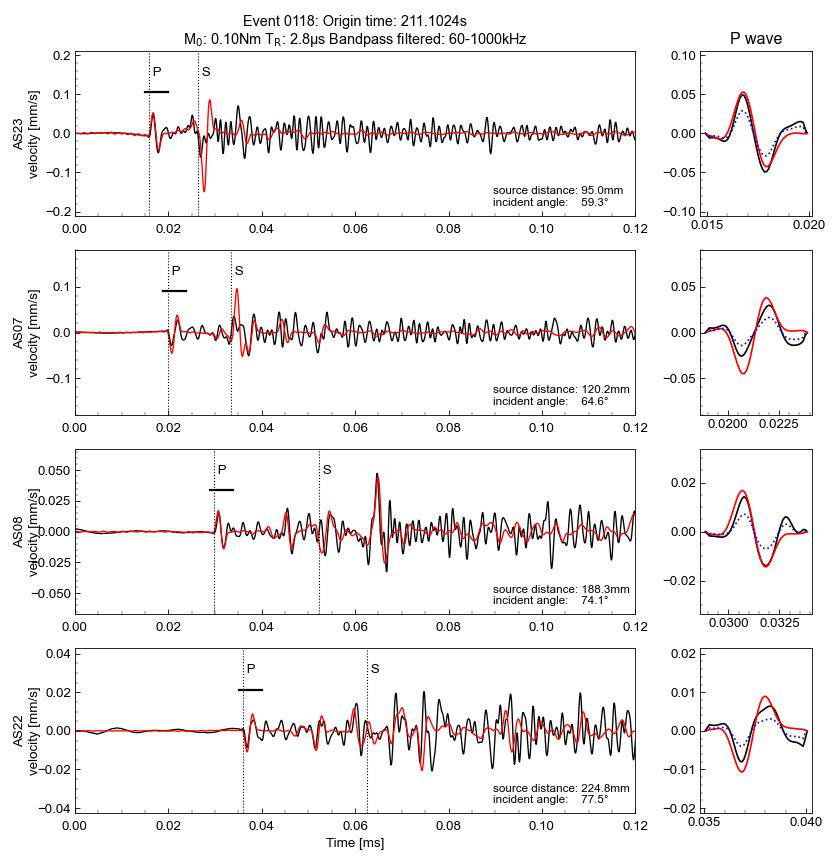 Event 0118: Origin time: 211.1024s
M0: 0.10Nm TR: 2.8μs Bandpass filtered: 60-1000kHz
P wave
AS23
velocity [mm/s]
0.2
0.1
0.0
−0.1
−0.2
P
S
source distance: 95.0mm
incident angle: 59.3°
0.00 0.02 0.04 0.06 0.08 0.10 0.12
0.10
0.05
0.00
−0.05
−0.10
0.015 0.020
AS07
velocity [mm/s]
0.1
0.0
−0.1
P
S
source distance: 120.2mm
incident angle: 64.6°
0.00 0.02 0.04 0.06 0.08 0.10 0.12
0.05
0.00
−0.05
0.0200 0.0225
AS08
velocity [mm/s]
0.050
0.025
0.000
−0.025
−0.050
P
S
source distance: 188.3mm
incident angle: 74.1°
0.00 0.02 0.04 0.06 0.08 0.10 0.12
0.02
0.00
−0.02
0.0300 0.0325
AS22
velocity [mm/s]
0.04
0.02
0.00
−0.02
−0.04
P
S
source distance: 224.8mm
incident angle: 77.5°
0.00 0.02 0.04 0.06 0.08 0.10 0.12
Time [ms]
0.02
0.01
0.00
−0.01
−0.02
0.035 0.040